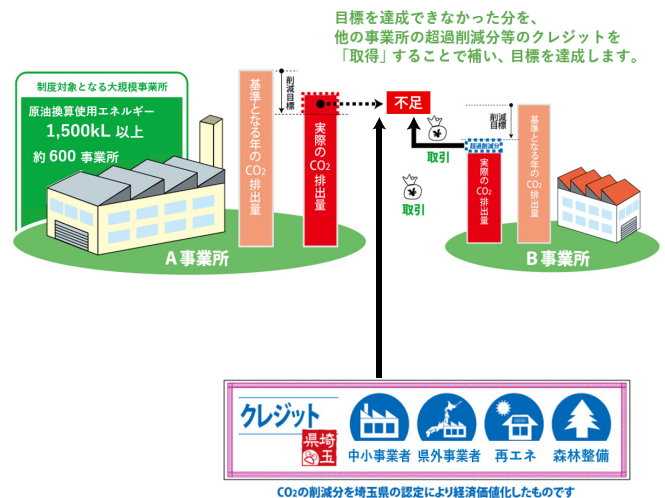 目標を達成できなかった分を、
他の事業所の超過削減分等のクレジットを
「取得」することで補い、目標を達成します。
制度対象となる大規模事業所
原油換算使用エネルギー
1,500kL 以上
約 600 事業所
基準となる年のCO2排出量
削減目標
実際のCO2排出量
A 事業所
不足
取引
取引
超過削減分
削減目標
実際のCO2排出量
基準となる年のCO2排出量
B 事業所
クレジット
埼玉県
中小事業者
県外事業者
再エネ
森林整備
CO2の削減分を埼玉県の認定により経済価値化したものです